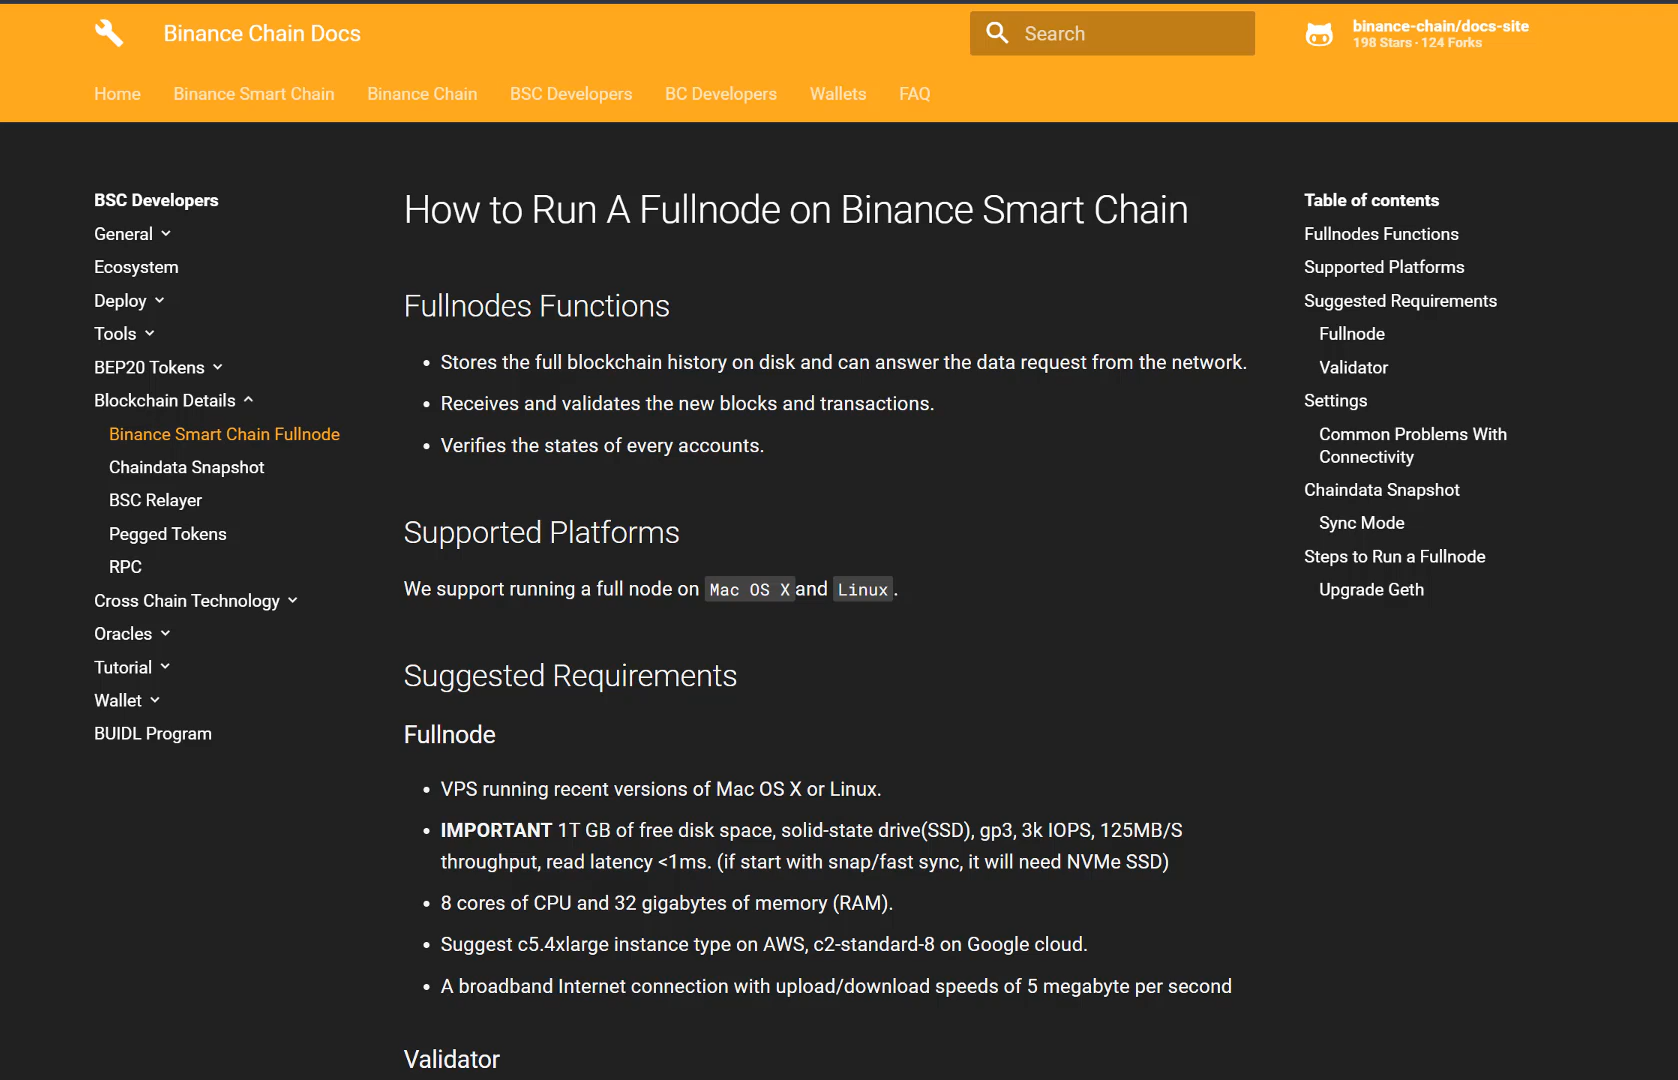 Binance Chain Docs
Search
binance-chain/docs-site
198 Stars · 124 Forks
Home
Binance Smart Chain
Binance Chain
BSC Developers
BC Developers
Wallets
FAQ
BSC Developers
General
Ecosystem
Deploy
Tools
BEP20 Tokens
Blockchain Details
Binance Smart Chain Fullnode
Chaindata Snapshot
BSC Relayer
Pegged Tokens
RPC
Cross Chain Technology
Oracles
Tutorial
Wallet
BUIDL Program
How to Run A Fullnode on Binance Smart Chain
Fullnodes Functions
• Stores the full blockchain history on disk and can answer the data request from the network.
• Receives and validates the new blocks and transactions.
• Verifies the states of every accounts.
Supported Platforms
We support running a full node on Mac OS X and Linux.
Suggested Requirements
Fullnode
• VPS running recent versions of Mac OS X or Linux.
• IMPORTANT 1T GB of free disk space, solid-state drive(SSD), gp3, 3k IOPS, 125MB/S
throughput, read latency <1ms. (if start with snap/fast sync, it will need NVMe SSD)
• 8 cores of CPU and 32 gigabytes of memory (RAM).
• Suggest c5.4xlarge instance type on AWS, c2-standard-8 on Google cloud.
• A broadband Internet connection with upload/download speeds of 5 megabyte per second
Validator
Table of contents
Fullnodes Functions
Supported Platforms
Suggested Requirements
Fullnode
Validator
Settings
Common Problems With
Connectivity
Chaindata Snapshot
Sync Mode
Steps to Run a Fullnode
Upgrade Geth